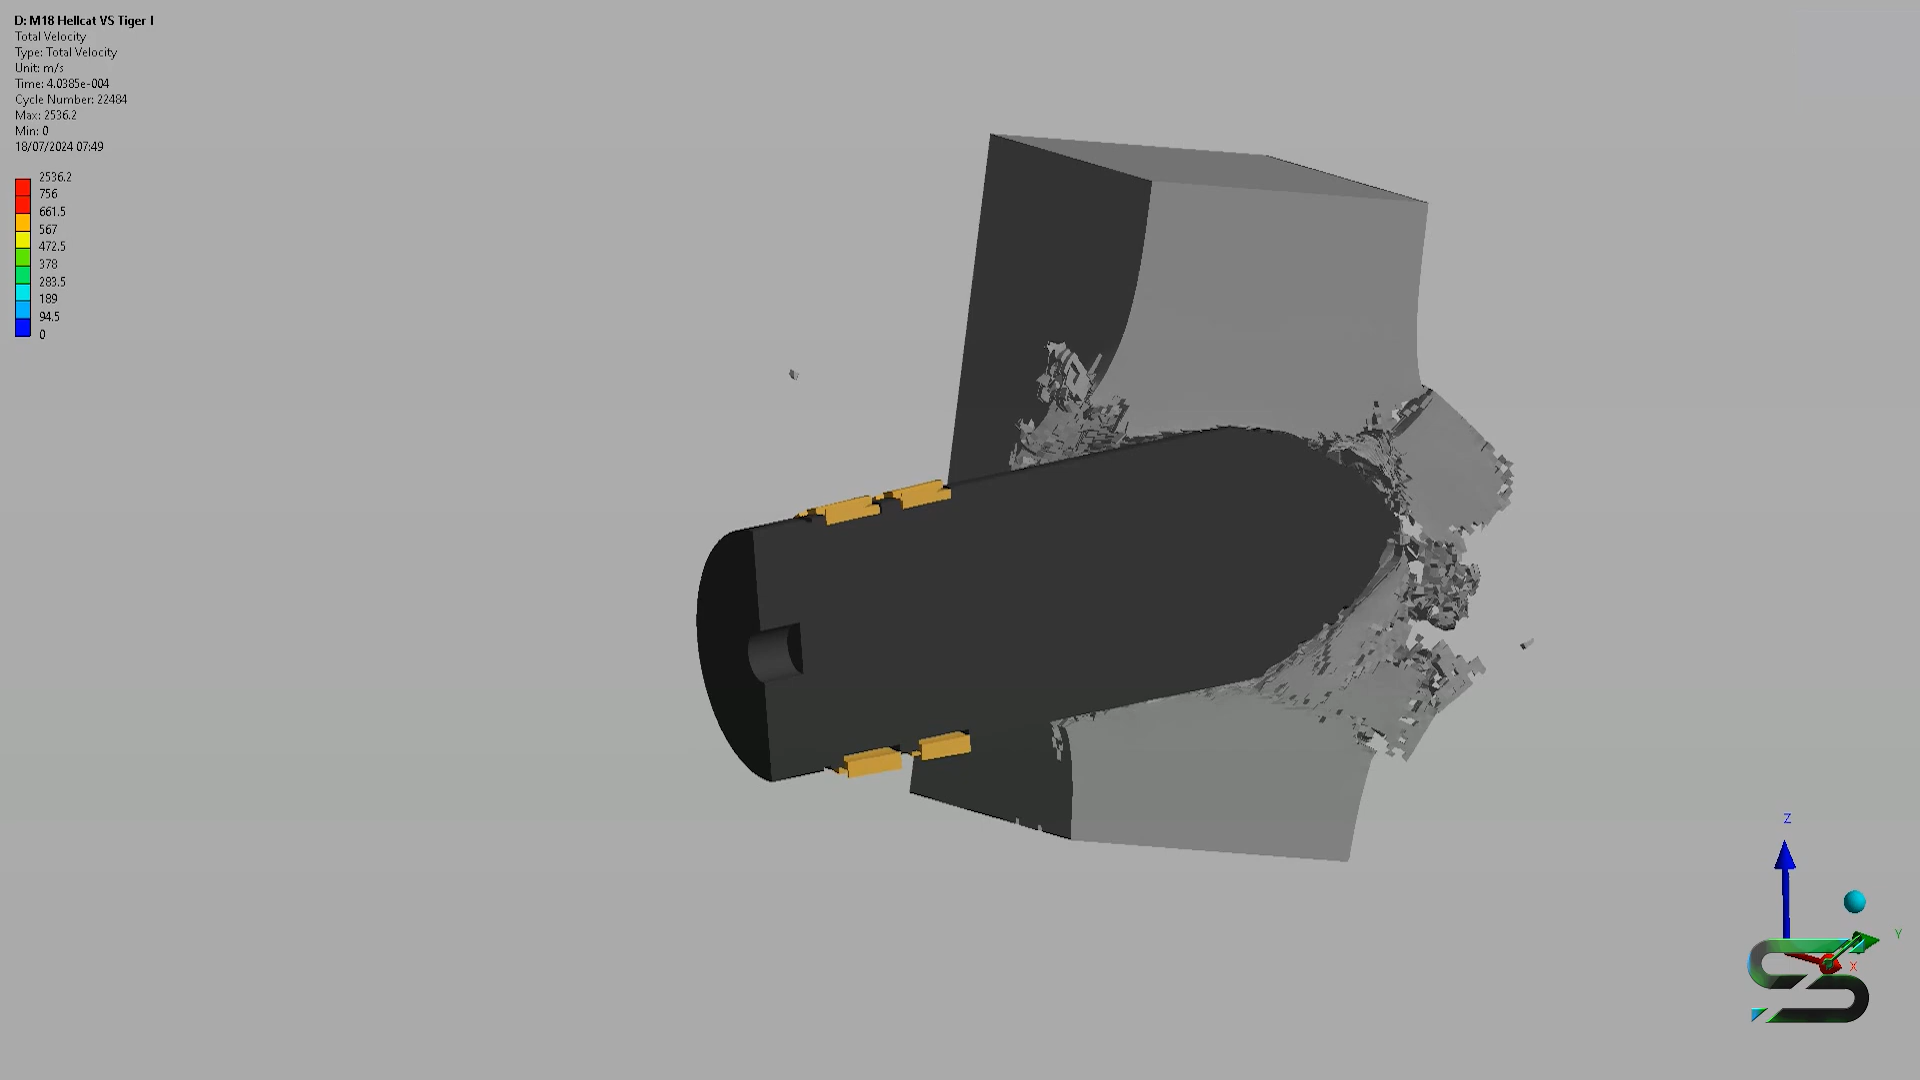 D: M18 Hellcat VS Tiger I
Total Velocity
Type: Total Velocity
Unit: m/s
Time: 4.0385e-004
Cycle Number: 22484
Max: 2536.2
Min: 0
18/07/2024 07:49
2536.2
756
661.5
567
472.5
378
283.5
189
94.5
0
Z
Y
X